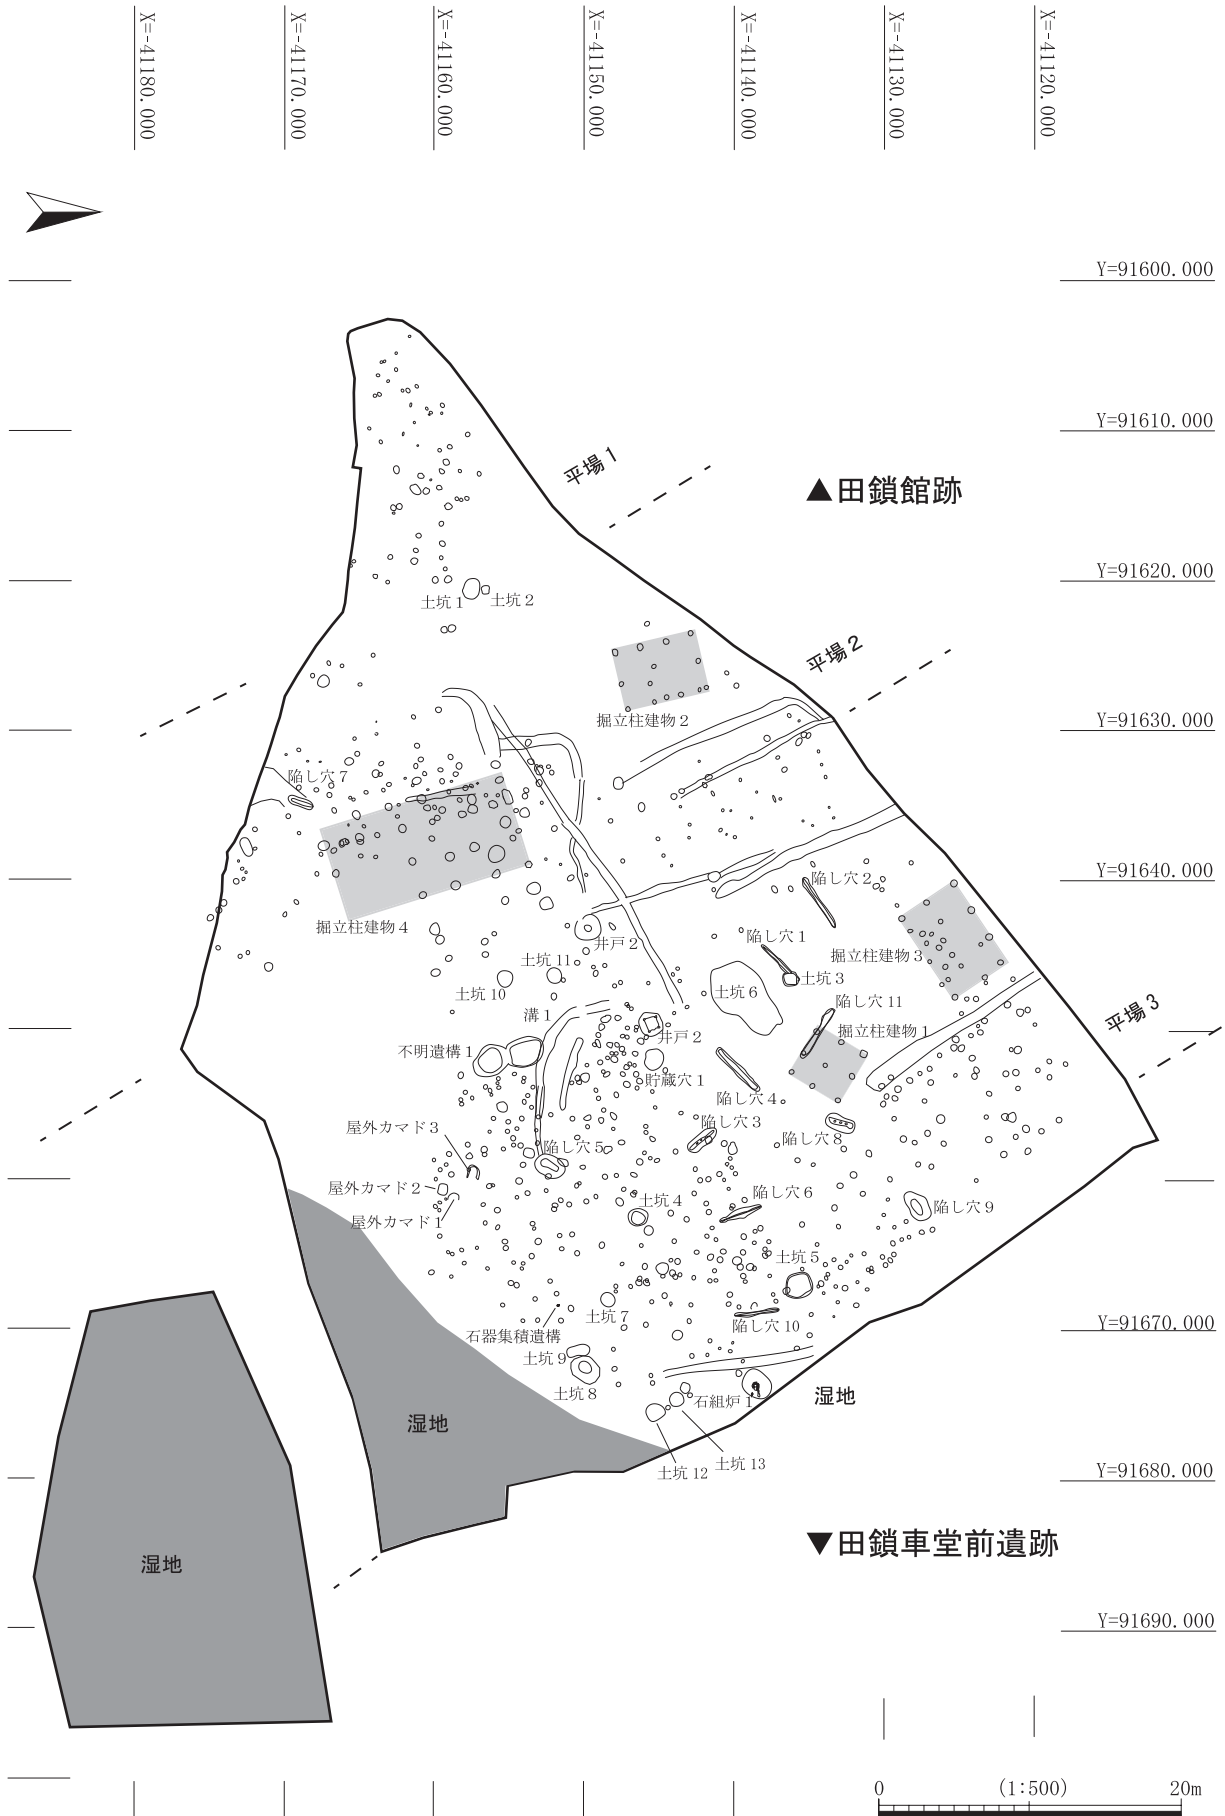 X=-41180.000
X=-41170.000
X=-41160.000
X=-41150.000
X=-41140.000
X=-41130.000
X=-41120.000
Y=91600.000
Y=91610.000
平場1
▲田鎖館跡
Y=91620.000
土坑1
土坑2
平場2
掘立柱建物2
Y=91630.000
陥し穴7
Y=91640.000
陥し穴2
掘立柱建物4
井戸2
陥し穴1
掘立柱建物3
土坑11
土坑10
土坑6
土坑3
陥し穴11
溝1
平場3
掘立柱建物1
井戸2
不明遺構1
貯蔵穴1
陥し穴4
陥し穴3
屋外カマド3
陥し穴8
陥し穴5
屋外カマド2
陥し穴6
土坑4
陥し穴9
屋外カマド1
土坑5
土坑7
Y=91670.000
陥し穴10
石器集積遺構
土坑9
土坑8
湿地
石組炉1
湿地
土坑12
土坑13
Y=91680.000
▼田鎖車堂前遺跡
湿地
Y=91690.000
0 (1:500) 20m